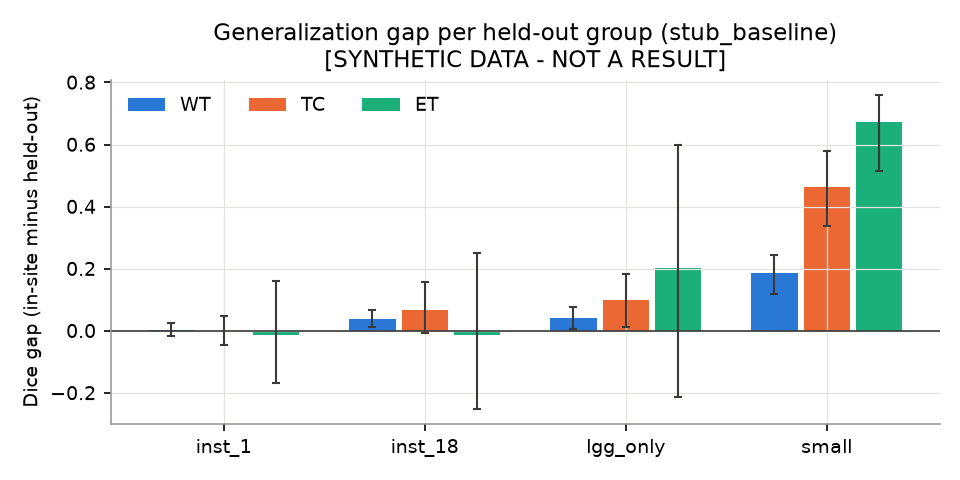 Generalization gap per held-out group (stub_baseline)
[SYNTHETIC DATA - NOT A RESULT]
WT TC ET
Dice gap (in-site minus held-out)
0.8
0.6
0.4
0.2
0.0
−0.2
inst_1 inst_18 lgg_only small